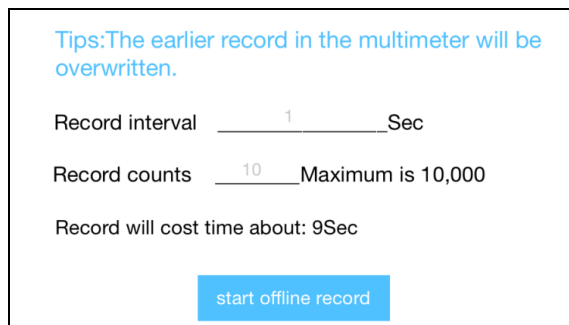 Tips:The earlier record in the multimeter will be
overwritten.
Record interval 1 Sec
Record counts 10 Maximum is 10,000
Record will cost time about: 9Sec
start offline record